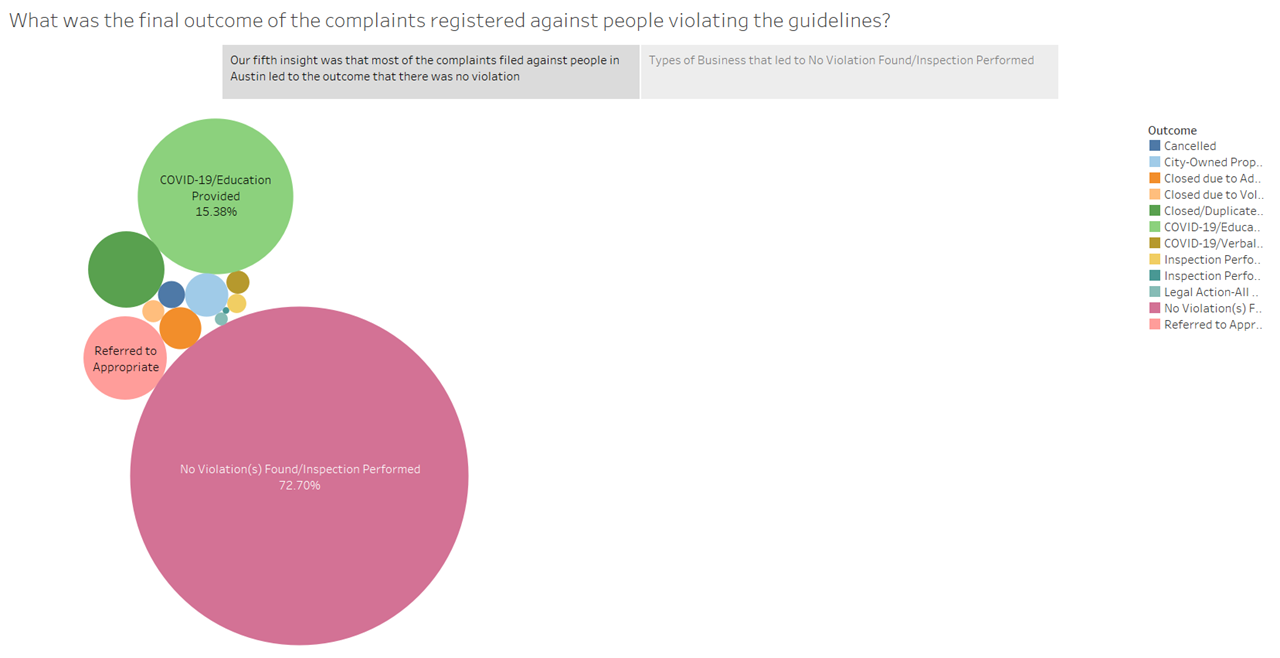 What was the final outcome of the complaints registered against people violating the guidelines?
Our fifth insight was that most of the complaints filed against people in
Austin led to the outcome that there was no violation
Types of Business that led to No Violation Found/Inspection Performed
COVID-19/Education
Provided
15.38%
Referred to
Appropriate
No Violation(s) Found/Inspection Performed
72.70%
Outcome
Cancelled
City-Owned Prop..
Closed due to Ad..
Closed due to Vol..
Closed/Duplicate..
COVID-19/Educa..
COVID-19/Verbal..
Inspection Perfo..
Inspection Perfo..
Legal Action-All ..
No Violation(s) F..
Referred to Appr..